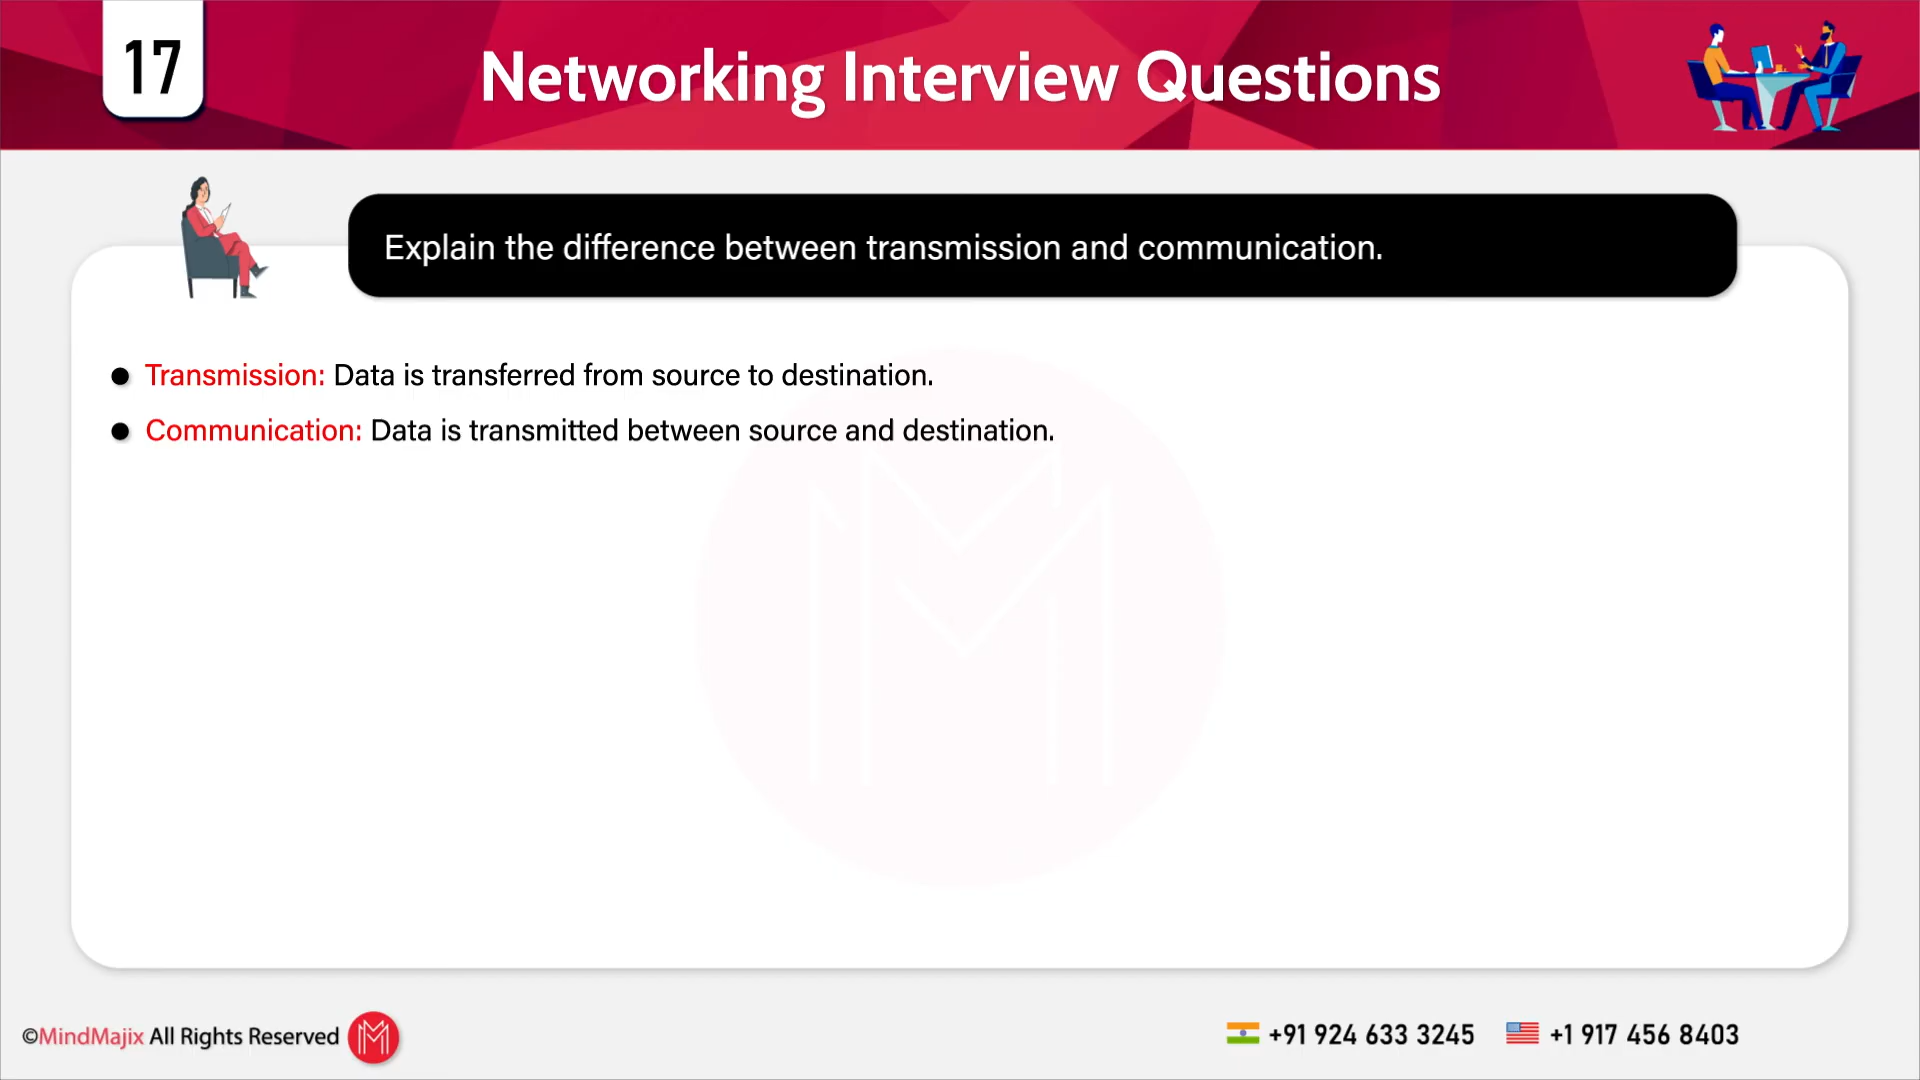 17
Networking Interview Questions
Explain the difference between transmission and communication.
● Transmission: Data is transferred from source to destination.
● Communication: Data is transmitted between source and destination.
©MindMajix All Rights Reserved
+91 924 633 3245
+1 917 456 8403